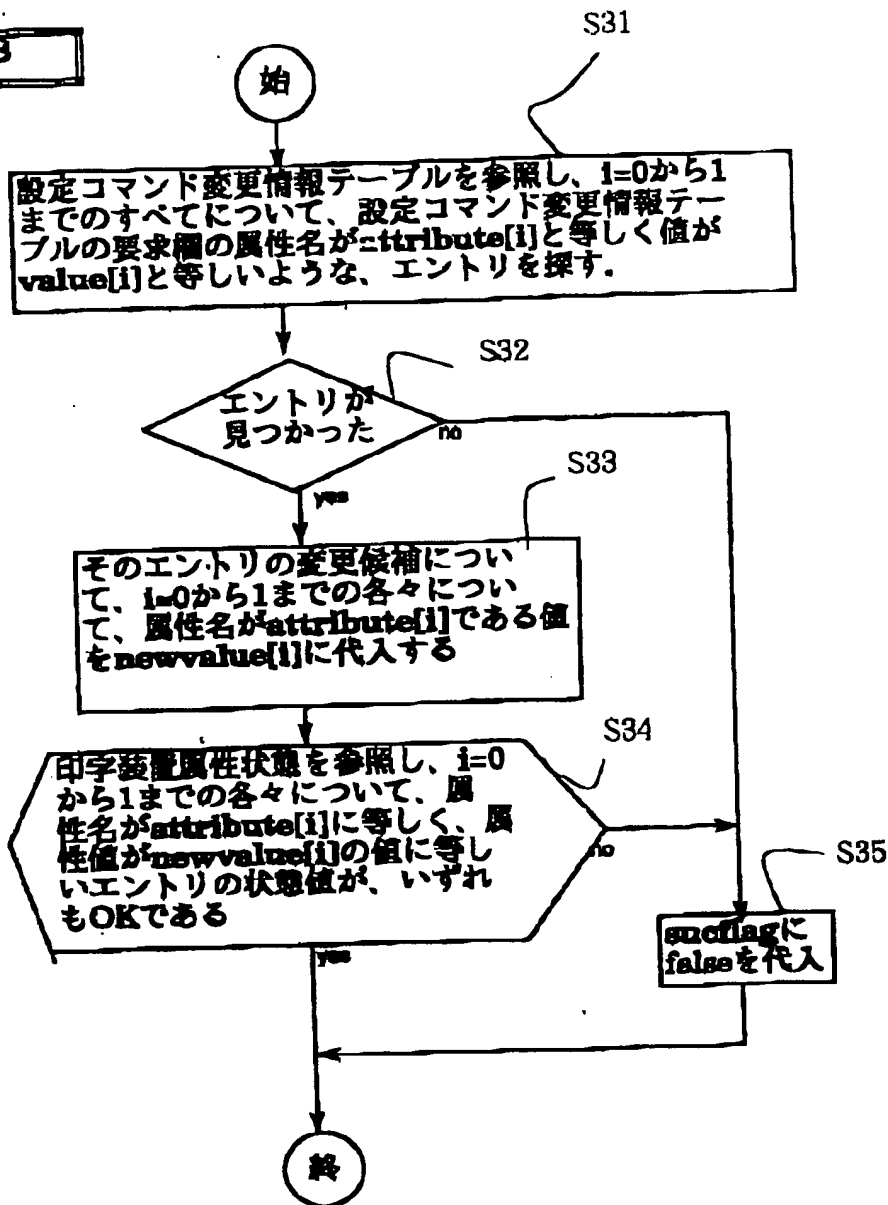 S31
始
設定コマンド変更情報テーブルを参照し、i=0から1
までのすべてについて、設定コマンド変更情報テー
ブルの要求欄の属性名がattribute[i]と等しく値が
value[i]と等しいような、エントリを探す.
S32
エントリが
見つかった
no
yes
S33
そのエントリの変更候補につい
て、i=0から1までの各々につい
て、属性名がattribute[i]である値
をnewvalue[i]に代入する
S34
印字装置属性状態を参照し、i=0
から1までの各々について、属
性名がattribute[i]に等しく、属
性値がnewvalue[i]の値に等し
いエントリの状態値が、いずれ
もOKである
no
yes
S35
sucflagに
falseを代入
終